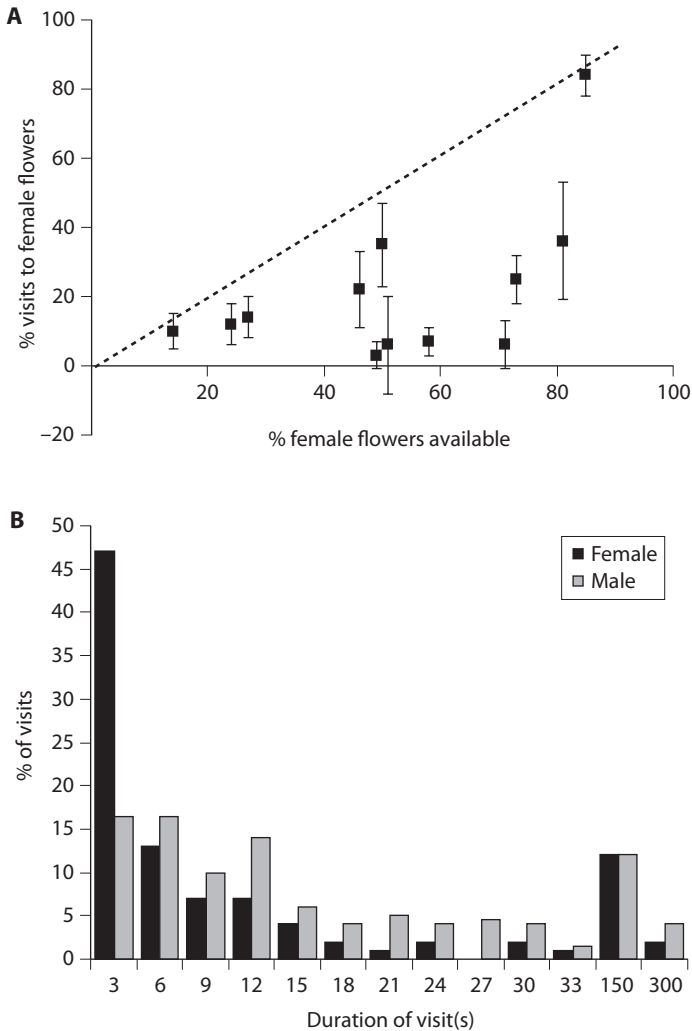 A
100
80
60
40
20
0
−20
20 40 60 80 100
% visits to female flowers
% female flowers available
B
50
45
40
35
30
25
20
15
10
5
0
% of visits
Female
Male
3 6 9 12 15 18 21 24 27 30 33 150 300
Duration of visit(s)